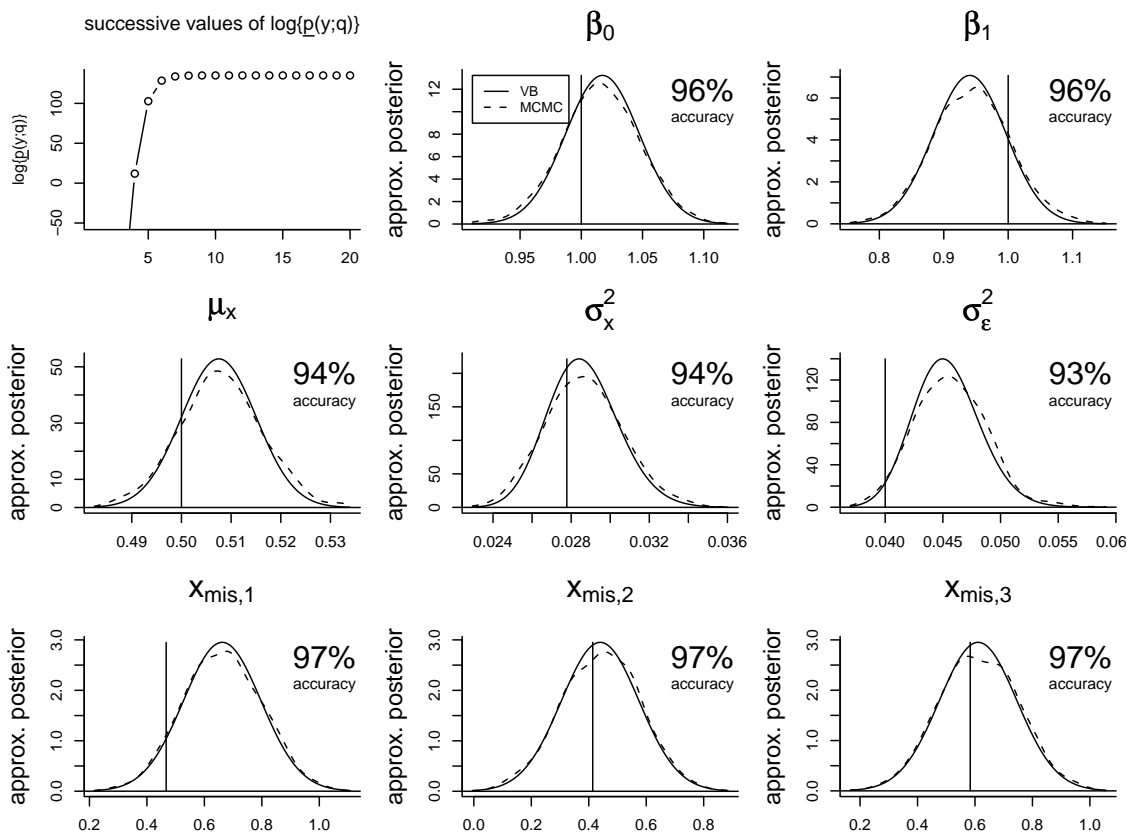 successive values of log{p(y;q)}
log{p(y;q)}
−50 0 50 100
5 10 15 20
β0
approx. posterior
0 2 4 6 8 10 12
VB
MCMC
96%
accuracy
0.95 1.00 1.05 1.10
β1
approx. posterior
0 2 4 6
96%
accuracy
0.8 0.9 1.0 1.1
μx
approx. posterior
0 10 30 50
94%
accuracy
0.49 0.50 0.51 0.52 0.53
σ²x
approx. posterior
0 50 150
94%
accuracy
0.024 0.028 0.032 0.036
σ²ε
approx. posterior
0 40 80 120
93%
accuracy
0.040 0.045 0.050 0.055 0.06
xmis,1
approx. posterior
0.0 1.0 2.0 3.0
97%
accuracy
0.2 0.4 0.6 0.8 1.0
xmis,2
approx. posterior
0.0 1.0 2.0 3.0
97%
accuracy
0.0 0.2 0.4 0.6 0.8
xmis,3
approx. posterior
0.0 1.0 2.0 3.0
97%
accuracy
0.2 0.4 0.6 0.8 1.0